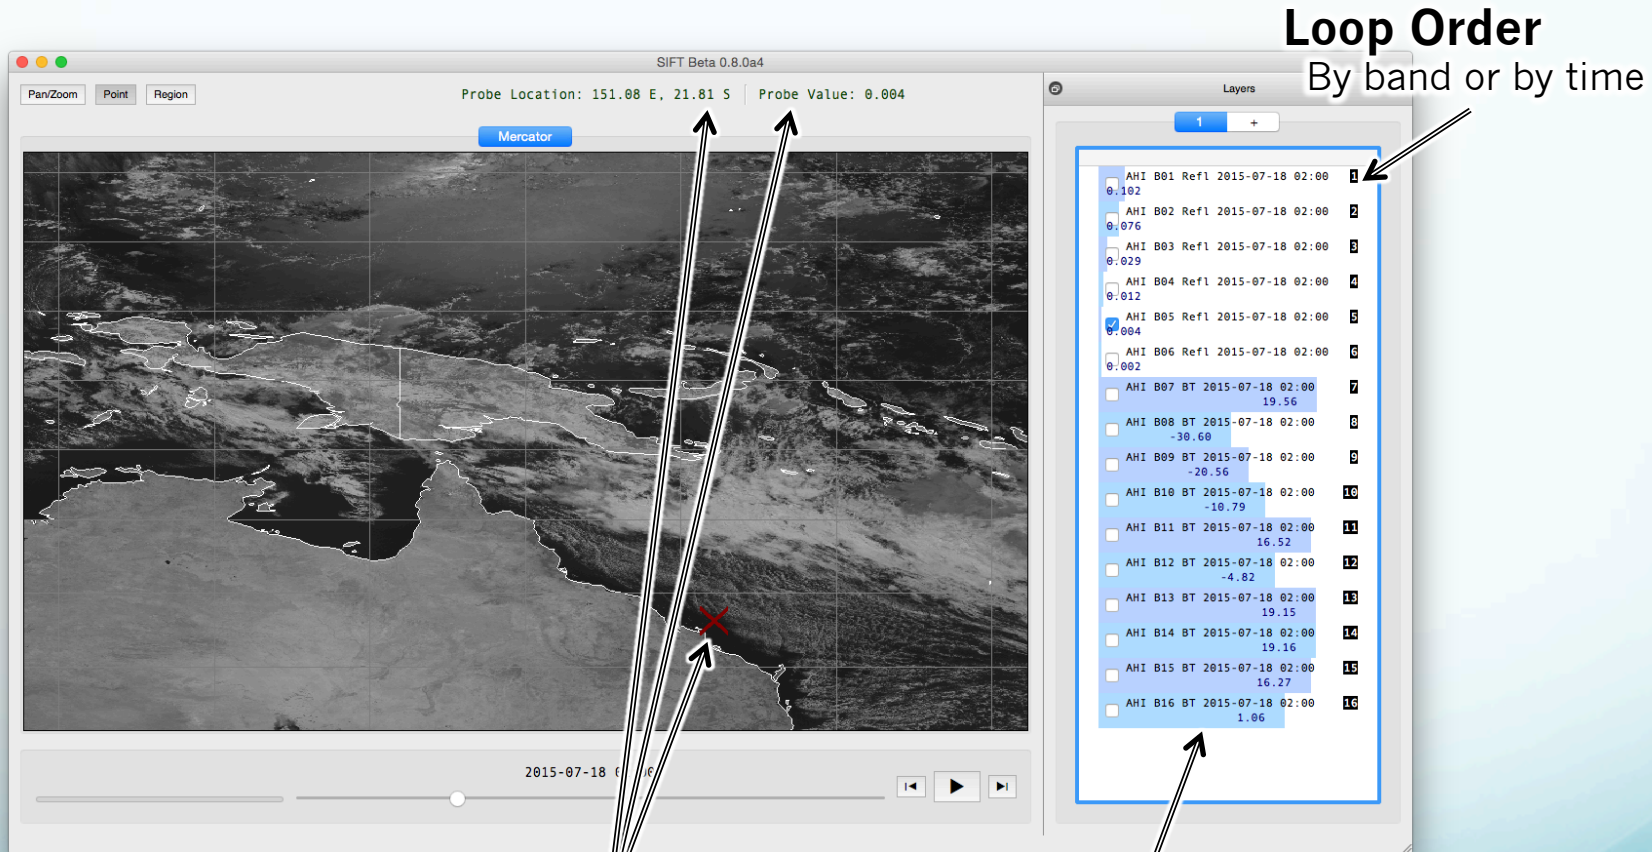 Loop Order
By band or by time
SIFT Beta 0.8.0a4
Pan/Zoom Point Region
Probe Location: 151.08 E, 21.81 S Probe Value: 0.004
Layers
1 +
Mercator
AHI B01 Refl 2015-07-18 02:00 1
0.102
AHI B02 Refl 2015-07-18 02:00 2
0.076
AHI B03 Refl 2015-07-18 02:00 3
0.029
AHI B04 Refl 2015-07-18 02:00 4
0.012
AHI B05 Refl 2015-07-18 02:00 5
0.004
AHI B06 Refl 2015-07-18 02:00 6
0.002
AHI B07 BT 2015-07-18 02:00 7
19.56
AHI B08 BT 2015-07-18 02:00 8
-30.60
AHI B09 BT 2015-07-18 02:00 9
-20.56
AHI B10 BT 2015-07-18 02:00 10
-10.79
AHI B11 BT 2015-07-18 02:00 11
16.52
AHI B12 BT 2015-07-18 02:00 12
-4.82
AHI B13 BT 2015-07-18 02:00 13
19.15
AHI B14 BT 2015-07-18 02:00 14
19.16
AHI B15 BT 2015-07-18 02:00 15
16.27
AHI B16 BT 2015-07-18 02:00 16
1.06
2015-07-18